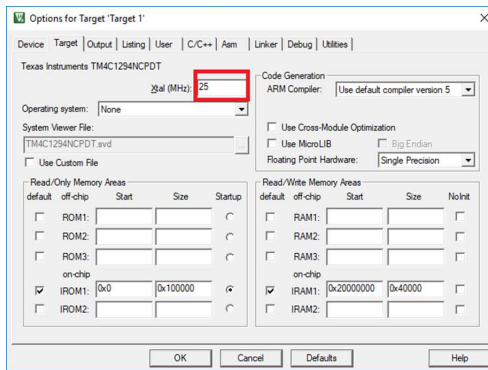 Options for Target 'Target 1'
Device Target Output Listing User C/C++ Asm Linker Debug Utilities
Texas Instruments TM4C1294NCPDT
Xtal (MHz): 25
Operating system: None
System Viewer File:
TM4C1294NCPDT.svd
...
Use Custom File
Code Generation
ARM Compiler: Use default compiler version 5
Use Cross-Module Optimization
Use MicroLIB Big Endian
Floating Point Hardware: Single Precision
Read/Only Memory Areas
default off-chip Start Size Startup
ROM1:
ROM2:
ROM3:
on-chip
IROM1: 0x0 0x100000
IROM2:
Read/Write Memory Areas
default off-chip Start Size NoInit
RAM1:
RAM2:
RAM3:
on-chip
IRAM1: 0x20000000 0x40000
IRAM2:
OK Cancel Defaults Help